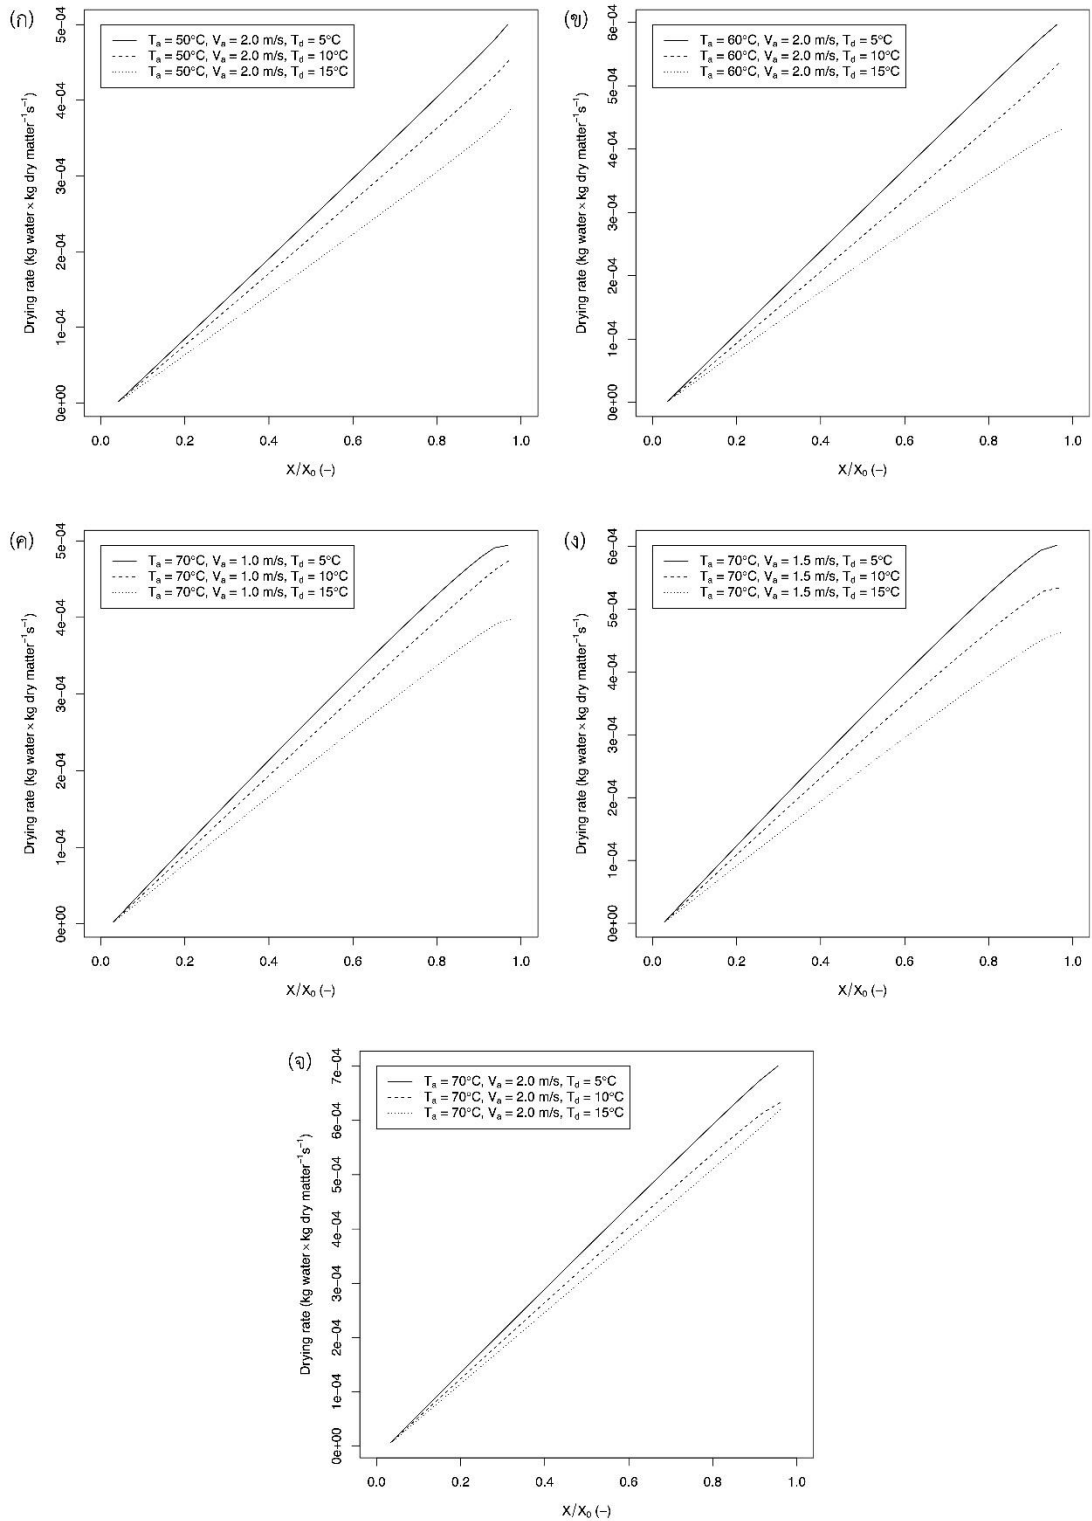 (ก)
Tₐ = 50°C, Vₐ = 2.0 m/s, T_d = 5°C
Tₐ = 50°C, Vₐ = 2.0 m/s, T_d = 10°C
Tₐ = 50°C, Vₐ = 2.0 m/s, T_d = 15°C
Drying rate (kg water × kg dry matter⁻¹s⁻¹)
5e−04
4e−04
3e−04
2e−04
1e−04
0e+00
0.0 0.2 0.4 0.6 0.8 1.0
X/X₀ (−)
(ข)
Tₐ = 60°C, Vₐ = 2.0 m/s, T_d = 5°C
Tₐ = 60°C, Vₐ = 2.0 m/s, T_d = 10°C
Tₐ = 60°C, Vₐ = 2.0 m/s, T_d = 15°C
Drying rate (kg water × kg dry matter⁻¹s⁻¹)
6e−04
5e−04
4e−04
3e−04
2e−04
1e−04
0e+00
0.0 0.2 0.4 0.6 0.8 1.0
X/X₀ (−)
(ค)
Tₐ = 70°C, Vₐ = 1.0 m/s, T_d = 5°C
Tₐ = 70°C, Vₐ = 1.0 m/s, T_d = 10°C
Tₐ = 70°C, Vₐ = 1.0 m/s, T_d = 15°C
Drying rate (kg water × kg dry matter⁻¹s⁻¹)
5e−04
4e−04
3e−04
2e−04
1e−04
0e+00
0.0 0.2 0.4 0.6 0.8 1.0
X/X₀ (−)
(ง)
Tₐ = 70°C, Vₐ = 1.5 m/s, T_d = 5°C
Tₐ = 70°C, Vₐ = 1.5 m/s, T_d = 10°C
Tₐ = 70°C, Vₐ = 1.5 m/s, T_d = 15°C
Drying rate (kg water × kg dry matter⁻¹s⁻¹)
6e−04
5e−04
4e−04
3e−04
2e−04
1e−04
0e+00
0.0 0.2 0.4 0.6 0.8 1.0
X/X₀ (−)
(จ)
Tₐ = 70°C, Vₐ = 2.0 m/s, T_d = 5°C
Tₐ = 70°C, Vₐ = 2.0 m/s, T_d = 10°C
Tₐ = 70°C, Vₐ = 2.0 m/s, T_d = 15°C
Drying rate (kg water × kg dry matter⁻¹s⁻¹)
7e−04
6e−04
5e−04
4e−04
3e−04
2e−04
1e−04
0e+00
0.0 0.2 0.4 0.6 0.8 1.0
X/X₀ (−)